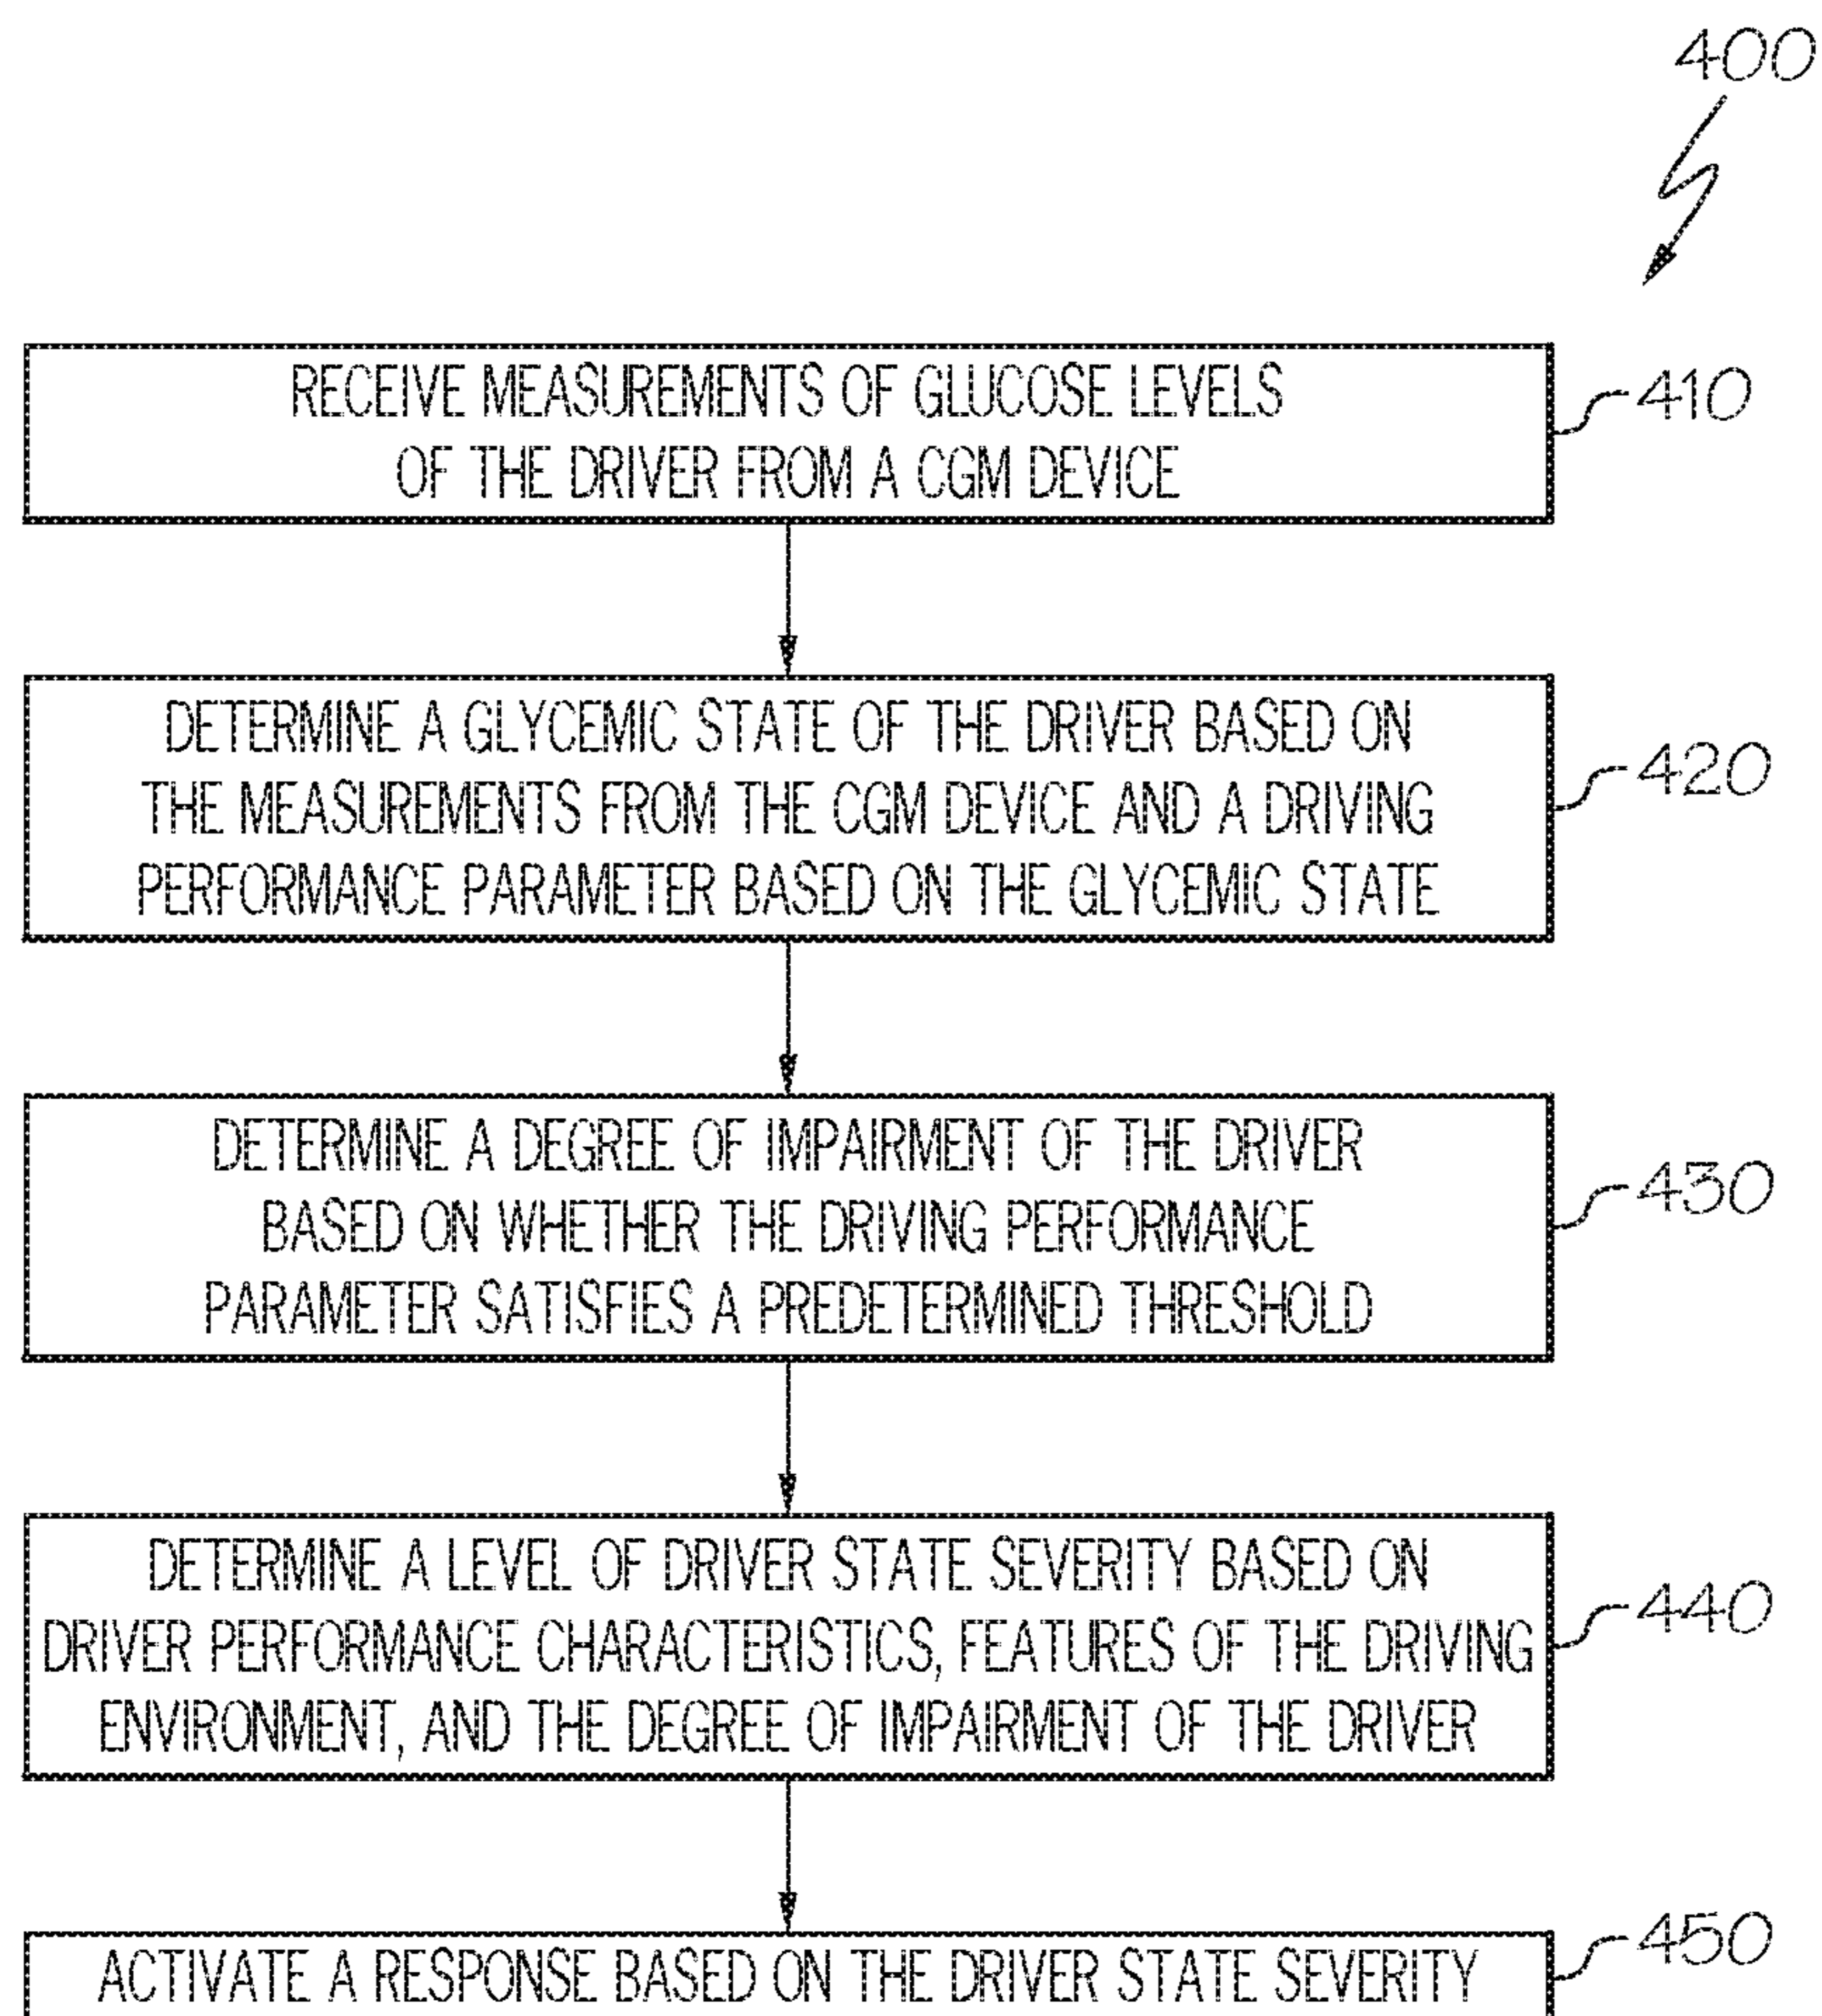 400
RECEIVE MEASUREMENTS OF GLUCOSE LEVELS
OF THE DRIVER FROM A CGM DEVICE
410
DETERMINE A GLYCEMIC STATE OF THE DRIVER BASED ON
THE MEASUREMENTS FROM THE CGM DEVICE AND A DRIVING
PERFORMANCE PARAMETER BASED ON THE GLYCEMIC STATE
420
DETERMINE A DEGREE OF IMPAIRMENT OF THE DRIVER
BASED ON WHETHER THE DRIVING PERFORMANCE
PARAMETER SATISFIES A PREDETERMINED THRESHOLD
430
DETERMINE A LEVEL OF DRIVER STATE SEVERITY BASED ON
DRIVER PERFORMANCE CHARACTERISTICS, FEATURES OF THE DRIVING
ENVIRONMENT, AND THE DEGREE OF IMPAIRMENT OF THE DRIVER
440
ACTIVATE A RESPONSE BASED ON THE DRIVER STATE SEVERITY
450